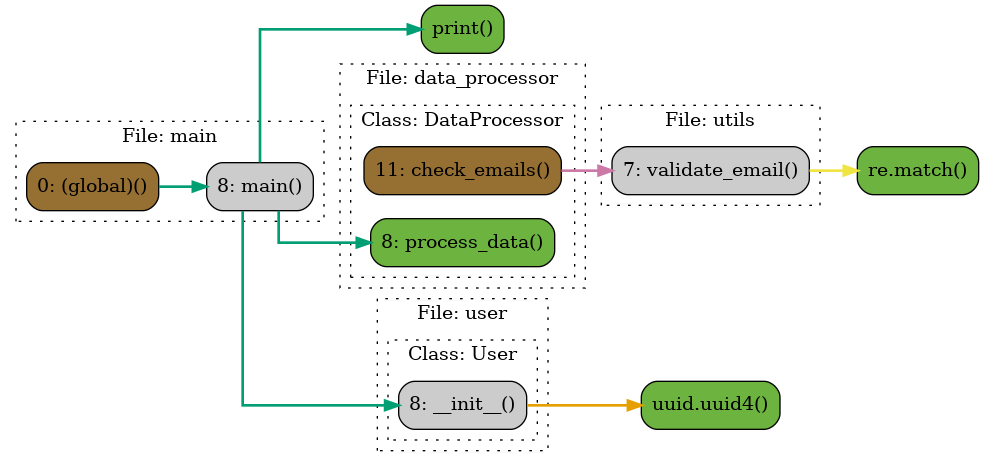 print()
File: data_processor
Class: DataProcessor
File: main
File: utils
0: (global)()
8: main()
11: check_emails()
7: validate_email()
re.match()
8: process_data()
File: user
Class: User
8: __init__()
uuid.uuid4()